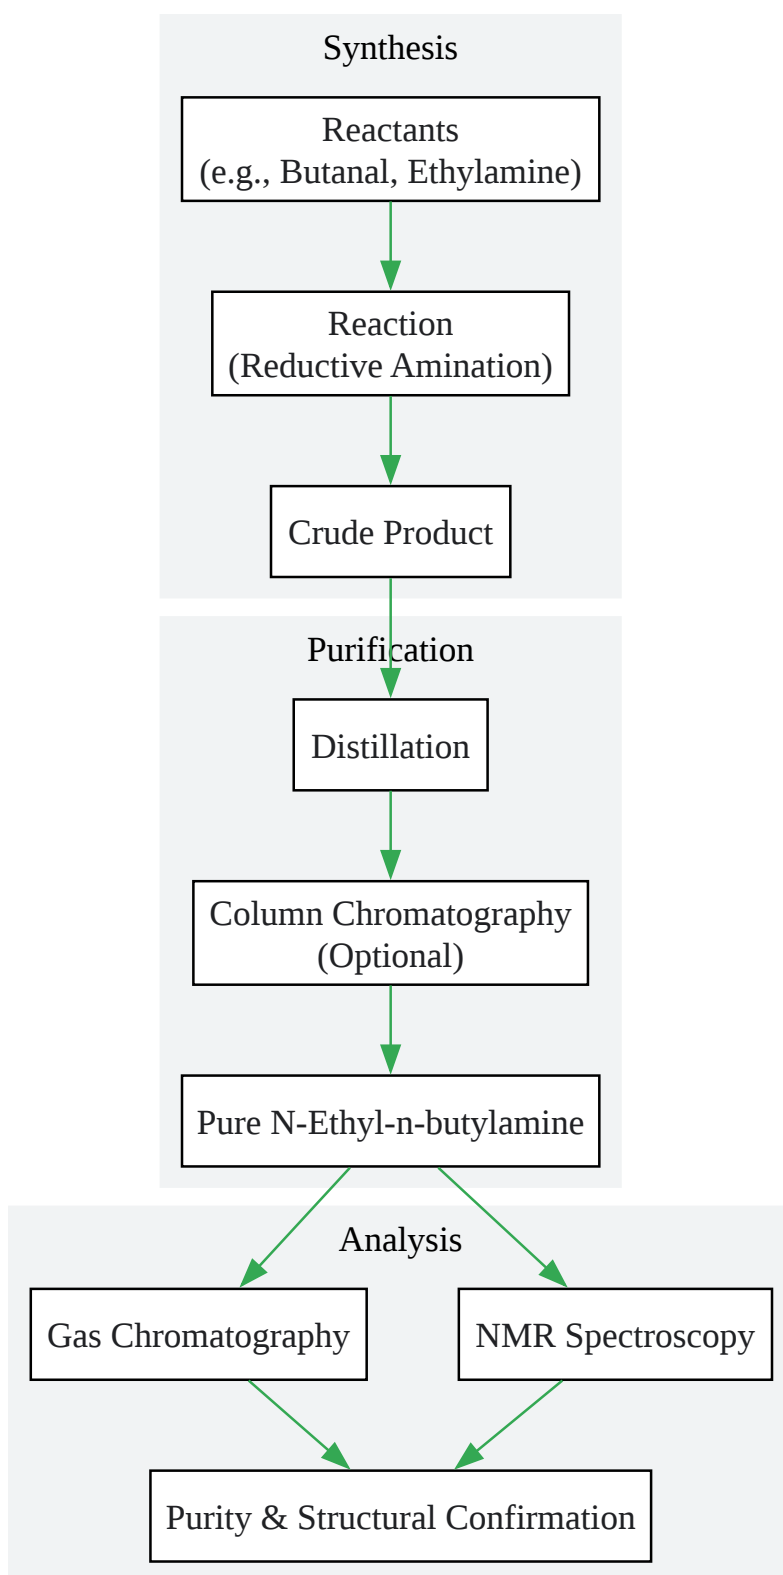 Synthesis
Reactants
(e.g., Butanal, Ethylamine)
Reaction
(Reductive Amination)
Crude Product
Purification
Distillation
Column Chromatography
(Optional)
Pure N-Ethyl-n-butylamine
Analysis
Gas Chromatography
NMR Spectroscopy
Purity & Structural Confirmation